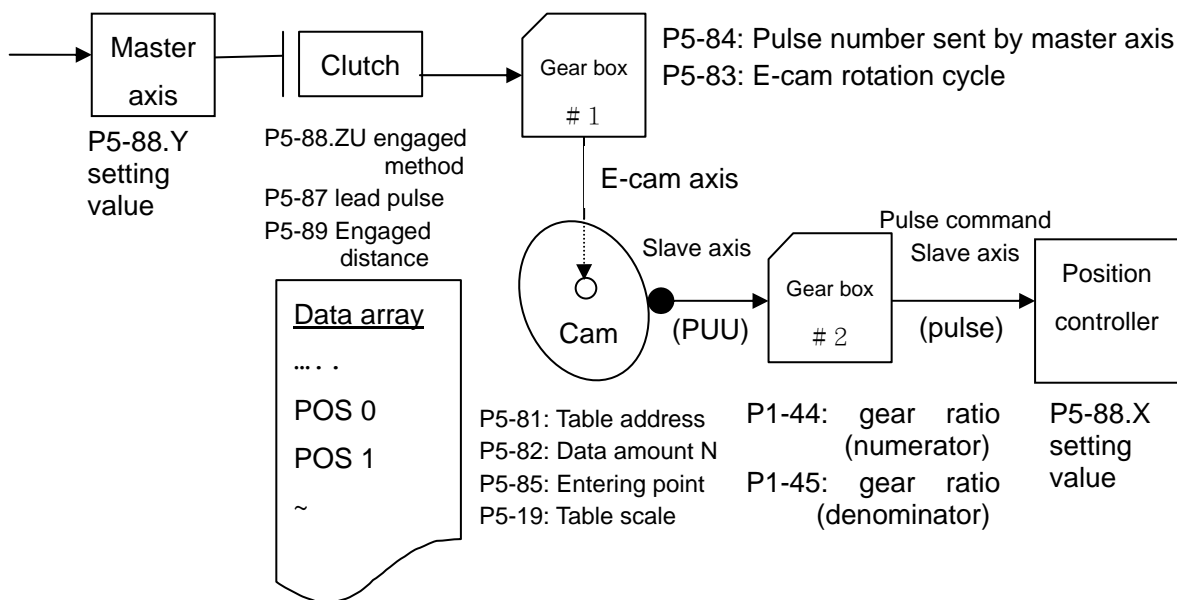 Master
axis
P5-88.Y
setting
value
Clutch
P5-88.ZU engaged
method
P5-87 lead pulse
P5-89 Engaged
distance
Gear box
#1
P5-84: Pulse number sent by master axis
P5-83: E-cam rotation cycle
E-cam axis
Cam
Slave axis
(PUU)
Gear box
#2
Pulse command
Slave axis
(pulse)
Position
controller
Data array
….. 
POS 0
POS 1
~
P5-81: Table address
P5-82: Data amount N
P5-85: Entering point
P5-19: Table scale
P1-44: gear ratio
(numerator)
P1-45: gear ratio
(denominator)
P5-88.X
setting
value